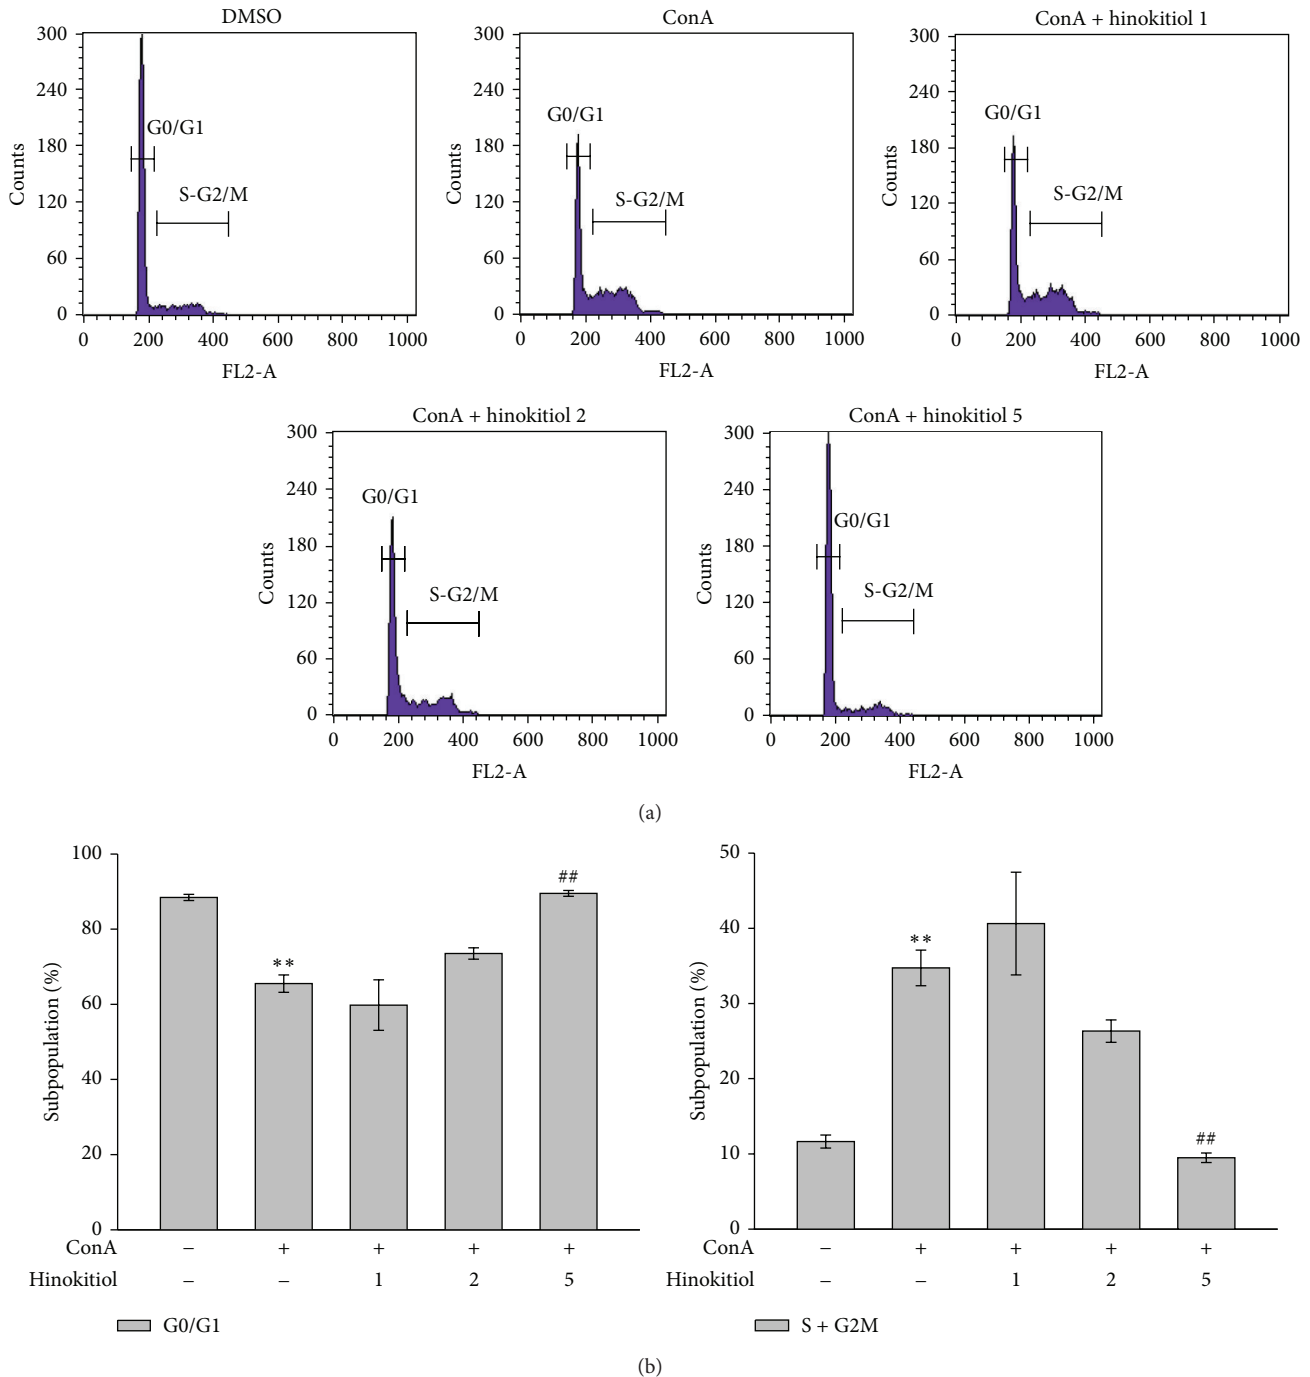 DMSO
300
240
180
120
60
0
Counts
G0/G1
S-G2/M
0 200 400 600 800 1000
FL2-A
ConA
300
240
180
120
60
0
Counts
G0/G1
S-G2/M
0 200 400 600 800 1000
FL2-A
ConA + hinokitiol 1
300
240
180
120
60
0
Counts
G0/G1
S-G2/M
0 200 400 600 800 1000
FL2-A
ConA + hinokitiol 2
300
240
180
120
60
0
Counts
G0/G1
S-G2/M
0 200 400 600 800 1000
FL2-A
ConA + hinokitiol 5
300
240
180
120
60
0
Counts
G0/G1
S-G2/M
0 200 400 600 800 1000
FL2-A
(a)
100
80
60
40
20
0
Subpopulation (%)
**
##
ConA − + + + +
Hinokitiol − − 1 2 5
G0/G1
50
40
30
20
10
0
Subpopulation (%)
**
##
ConA − + + + +
Hinokitiol − − 1 2 5
S + G2M
(b)